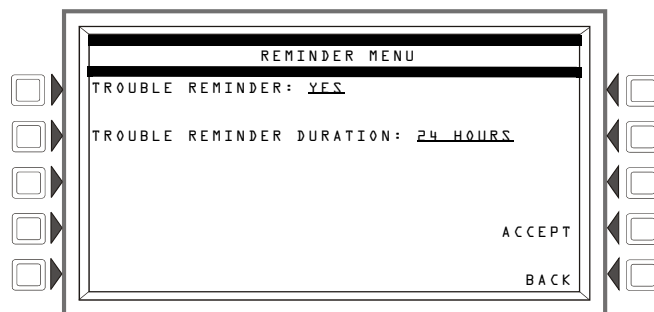 REMINDER MENU
TROUBLE REMINDER: YES
TROUBLE REMINDER DURATION: 24 HOURS
ACCEPT
BACK